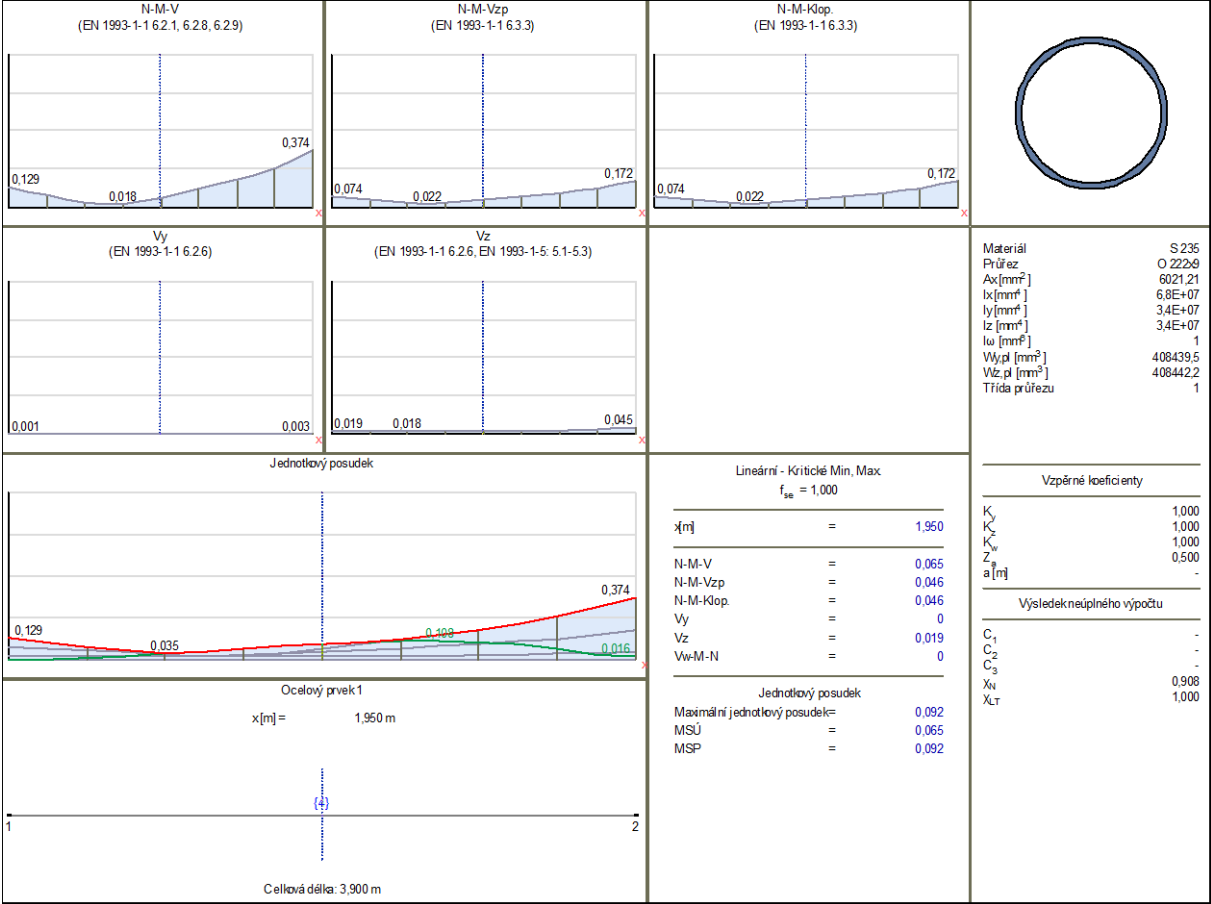 N-M-V
(EN 1993-1-1 6.2.1, 6.2.8, 6.2.9)
0,129
0,018
0,374
x
N-M-Vzp
(EN 1993-1-1 6.3.3)
0,074
0,022
0,172
x
N-M-Klop.
(EN 1993-1-1 6.3.3)
0,074
0,022
0,172
x
Vy
(EN 1993-1-1 6.2.6)
0,001
0,003
x
Vz
(EN 1993-1-1 6.2.6, EN 1993-1-5: 5.1-5.3)
0,019
0,018
0,045
x
Materiál S 235
Průřez O 222x9
Ax[mm²] 6021,21
Ix[mm⁴] 6,8E+07
Iy[mm⁴] 3,4E+07
Iz [mm⁴] 3,4E+07
Iω [mm⁶] 1
Wy,pl [mm³] 408439,5
Wz,pl [mm³] 408442,2
Třída průřezu 1
Jednotkový posudek
0,129
0,035
0,374
0,016
x
Lineární - Kritické Min, Max.
fse = 1,000
x[m] = 1,950
N-M-V = 0,065
N-M-Vzp = 0,046
N-M-Klop. = 0,046
Vy = 0
Vz = 0,019
Vw-M-N = 0
Jednotkový posudek
Maximální jednotkový posudek= 0,092
MSÚ = 0,065
MSP = 0,092
Vzpěrné koeficienty
Ky 1,000
Kz 1,000
Kw 1,000
Za 0,500
a [m] -
Výsledek neúplného výpočtu
C1 -
C2 -
C3 -
χN 0,908
χLT 1,000
Ocelový prvek 1
x [m] = 1,950 m
{4}
1
2
Celková délka: 3,900 m